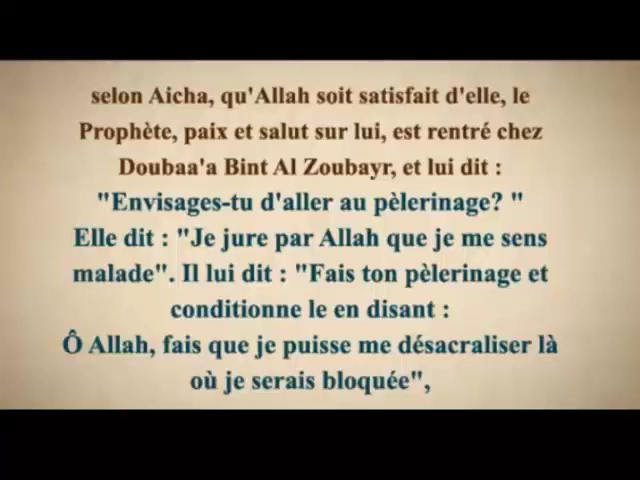 selon Aicha, qu'Allah soit satisfait d'elle, le
Prophète, paix et salut sur lui, est rentré chez
Doubaa'a Bint Al Zoubayr, et lui dit :
"Envisages-tu d'aller au pèlerinage? "
Elle dit : "Je jure par Allah que je me sens
malade". Il lui dit : "Fais ton pèlerinage et
conditionne le en disant :
Ô Allah, fais que je puisse me désacraliser là
où je serais bloquée",